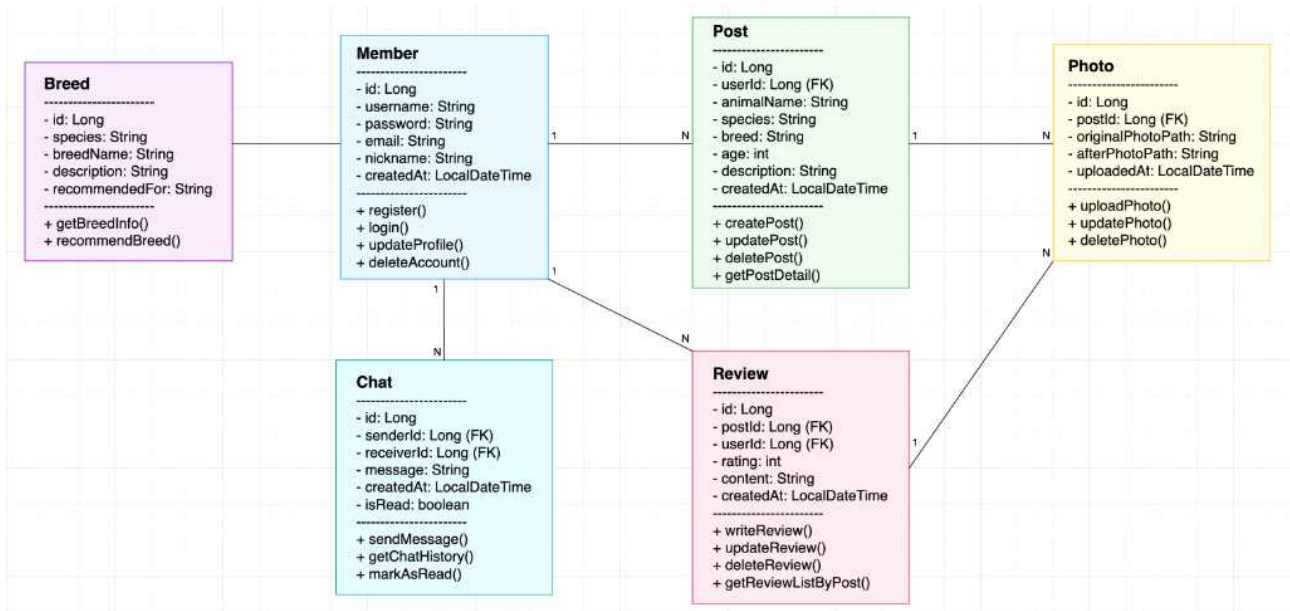 Breed
------------------------
- id: Long
- species: String
- breedName: String
- description: String
- recommendedFor: String
------------------------
+ getBreedInfo()
+ recommendBreed()
Member
------------------------
- id: Long
- username: String
- password: String
- email: String
- nickname: String
- createdAt: LocalDateTime
------------------------
+ register()
+ login()
+ updateProfile()
+ deleteAccount()
1
N
1
N
1
N
Post
------------------------
- id: Long
- userId: Long (FK)
- animalName: String
- species: String
- breed: String
- age: int
- description: String
- createdAt: LocalDateTime
------------------------
+ createPost()
+ updatePost()
+ deletePost()
+ getPostDetail()
1
N
Photo
------------------------
- id: Long
- postId: Long (FK)
- originalPhotoPath: String
- afterPhotoPath: String
- uploadedAt: LocalDateTime
------------------------
+ uploadPhoto()
+ updatePhoto()
+ deletePhoto()
N
1
Chat
------------------------
- id: Long
- senderId: Long (FK)
- receiverId: Long (FK)
- message: String
- createdAt: LocalDateTime
- isRead: boolean
------------------------
+ sendMessage()
+ getChatHistory()
+ markAsRead()
Review
------------------------
- id: Long
- postId: Long (FK)
- userId: Long (FK)
- rating: int
- content: String
- createdAt: LocalDateTime
------------------------
+ writeReview()
+ updateReview()
+ deleteReview()
+ getReviewListByPost()